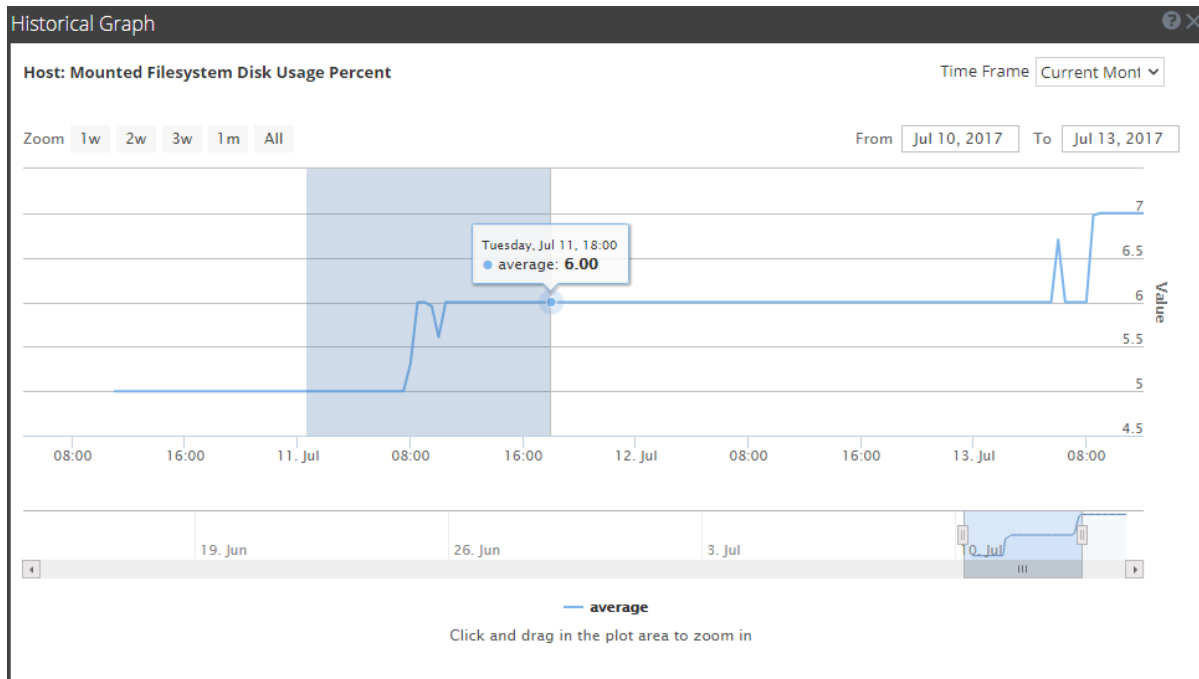 Historical Graph
Host: Mounted Filesystem Disk Usage Percent
Time Frame Current Mont
Zoom 1w 2w 3w 1m All
From Jul 10, 2017 To Jul 13, 2017
7
6.5
6
5.5
5
4.5
Value
Tuesday, Jul 11, 18:00
average: 6.00
08:00 16:00 11. Jul 08:00 16:00 12. Jul 08:00 16:00 13. Jul 08:00
19. Jun 26. Jun 3. Jul 10. Jul
average
Click and drag in the plot area to zoom in